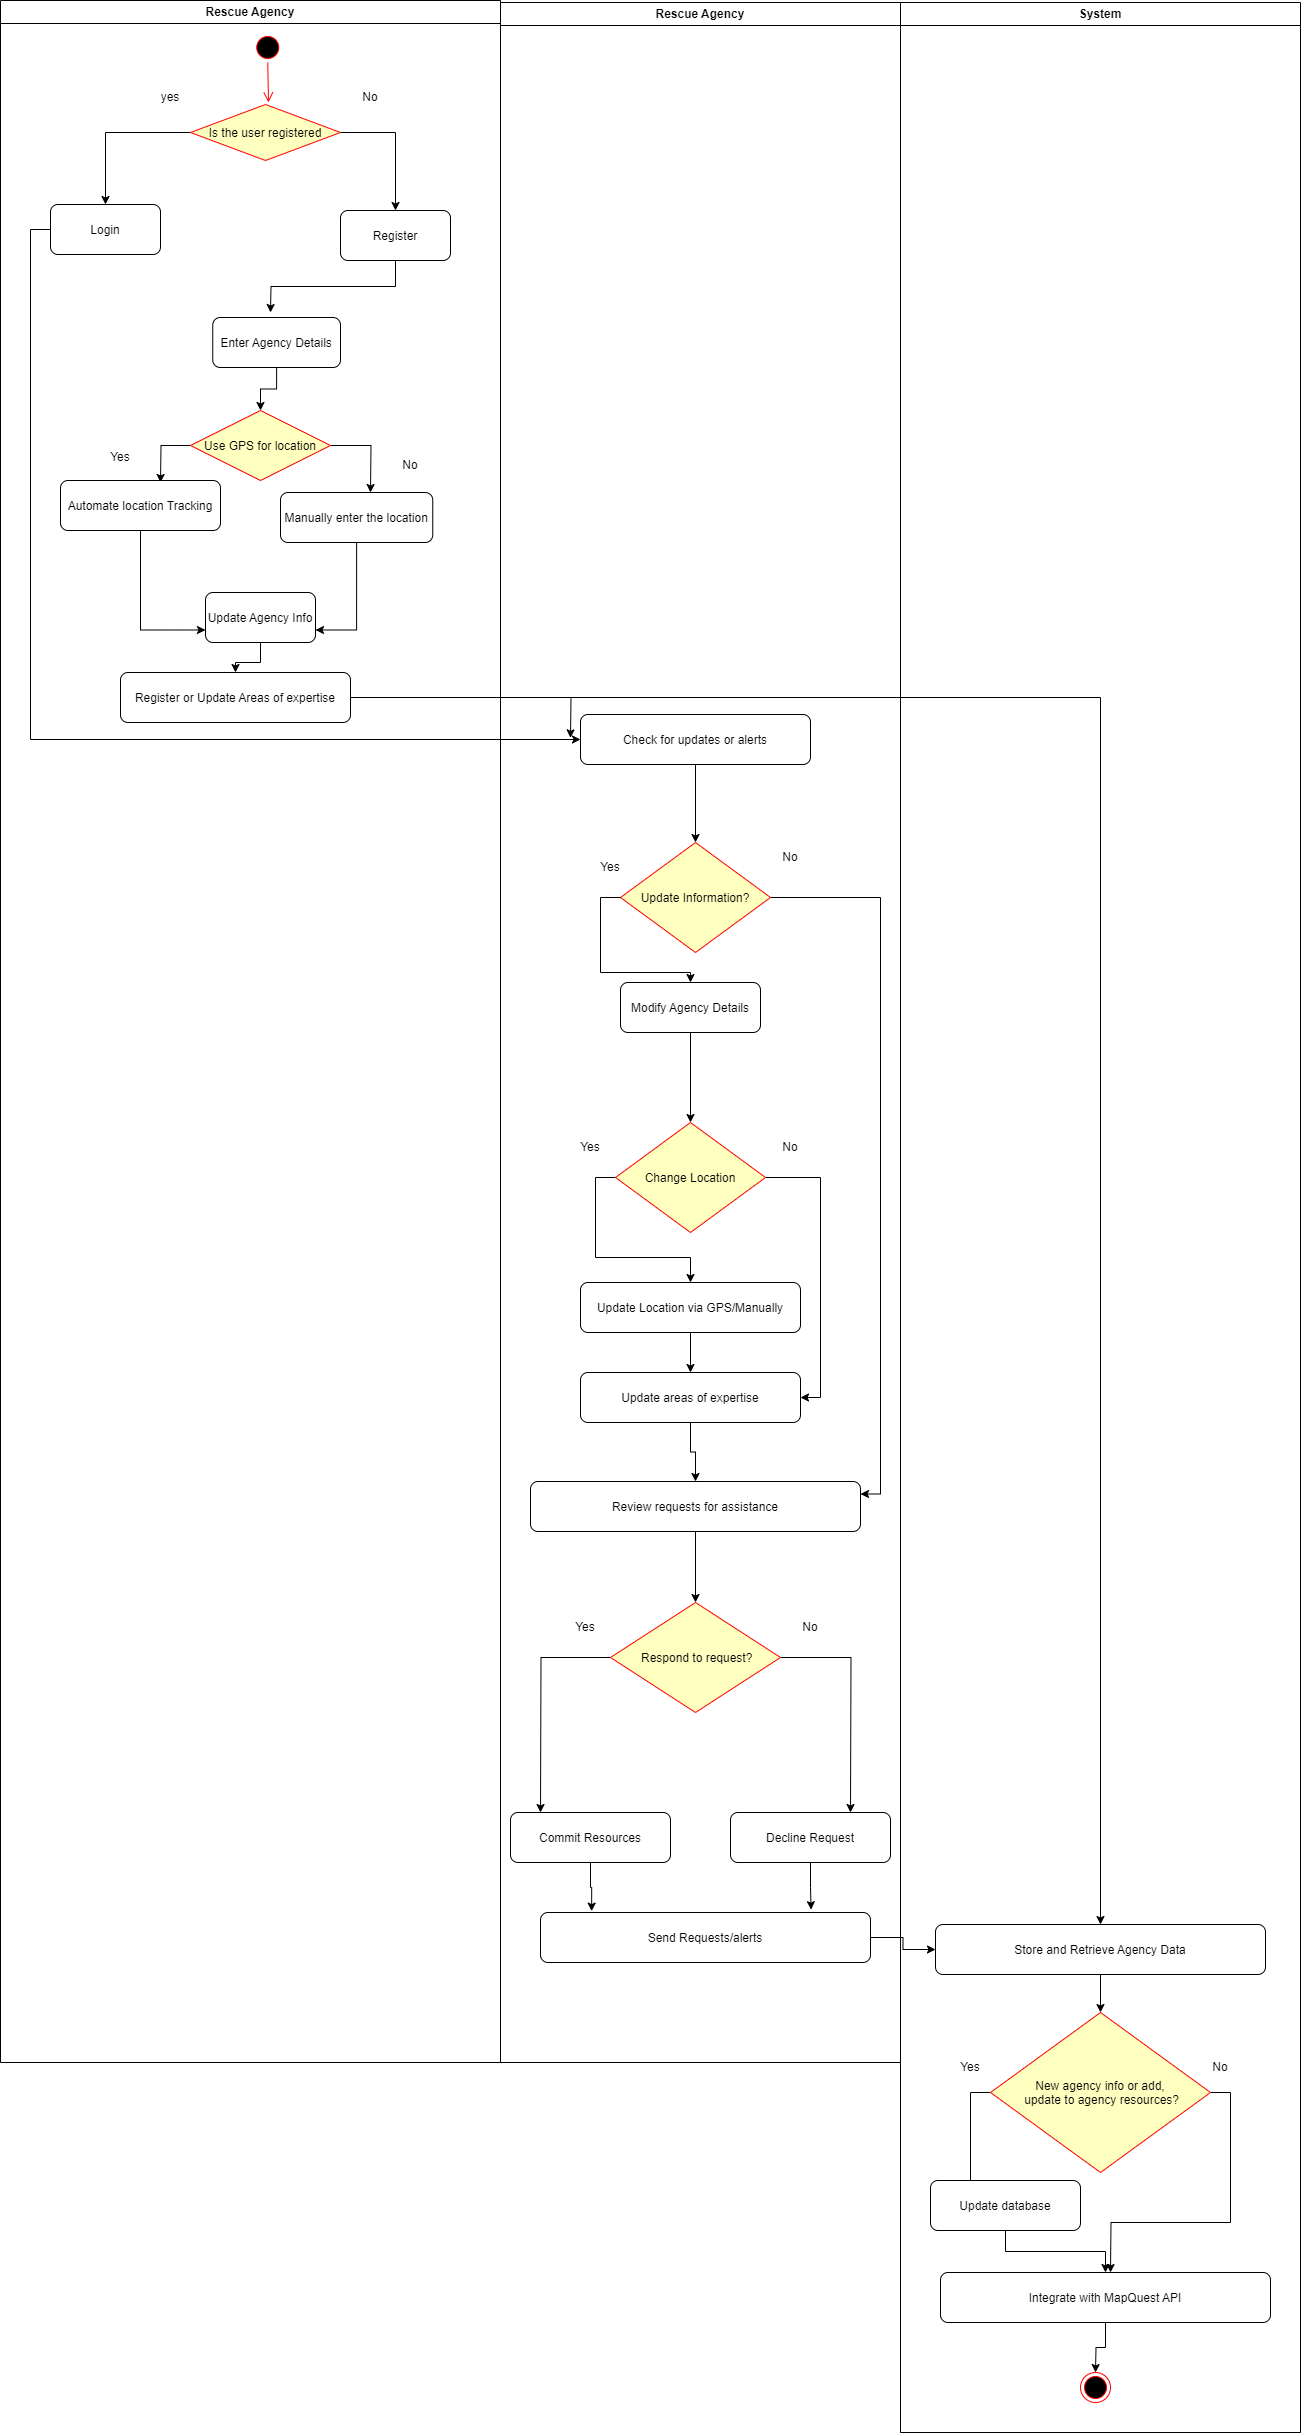 Rescue Agency
Rescue Agency
System
yes
No
Is the user registered
Login
Register
Enter Agency Details
Use GPS for location
Yes
No
Automate location Tracking
Manually enter the location
Update Agency Info
Register or Update Areas of expertise
Check for updates or alerts
Yes
No
Update Information?
Modify Agency Details
Yes
No
Change Location
Update Location via GPS/Manually
Update areas of expertise
Review requests for assistance
Yes
No
Respond to request?
Commit Resources
Decline Request
Send Requests/alerts
Store and Retrieve Agency Data
Yes
No
New agency info or add,
update to agency resources?
Update database
Integrate with MapQuest API